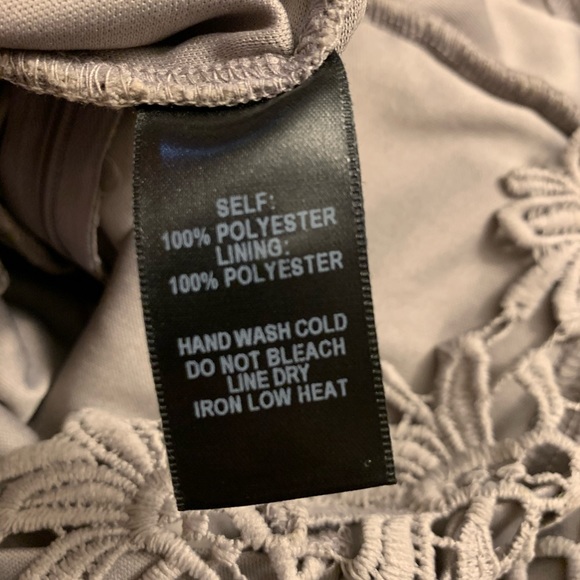 SELF:
100% POLYESTER
LINING:
100% POLYESTER
HAND WASH COLD
DO NOT BLEACH
LINE DRY
IRON LOW HEAT